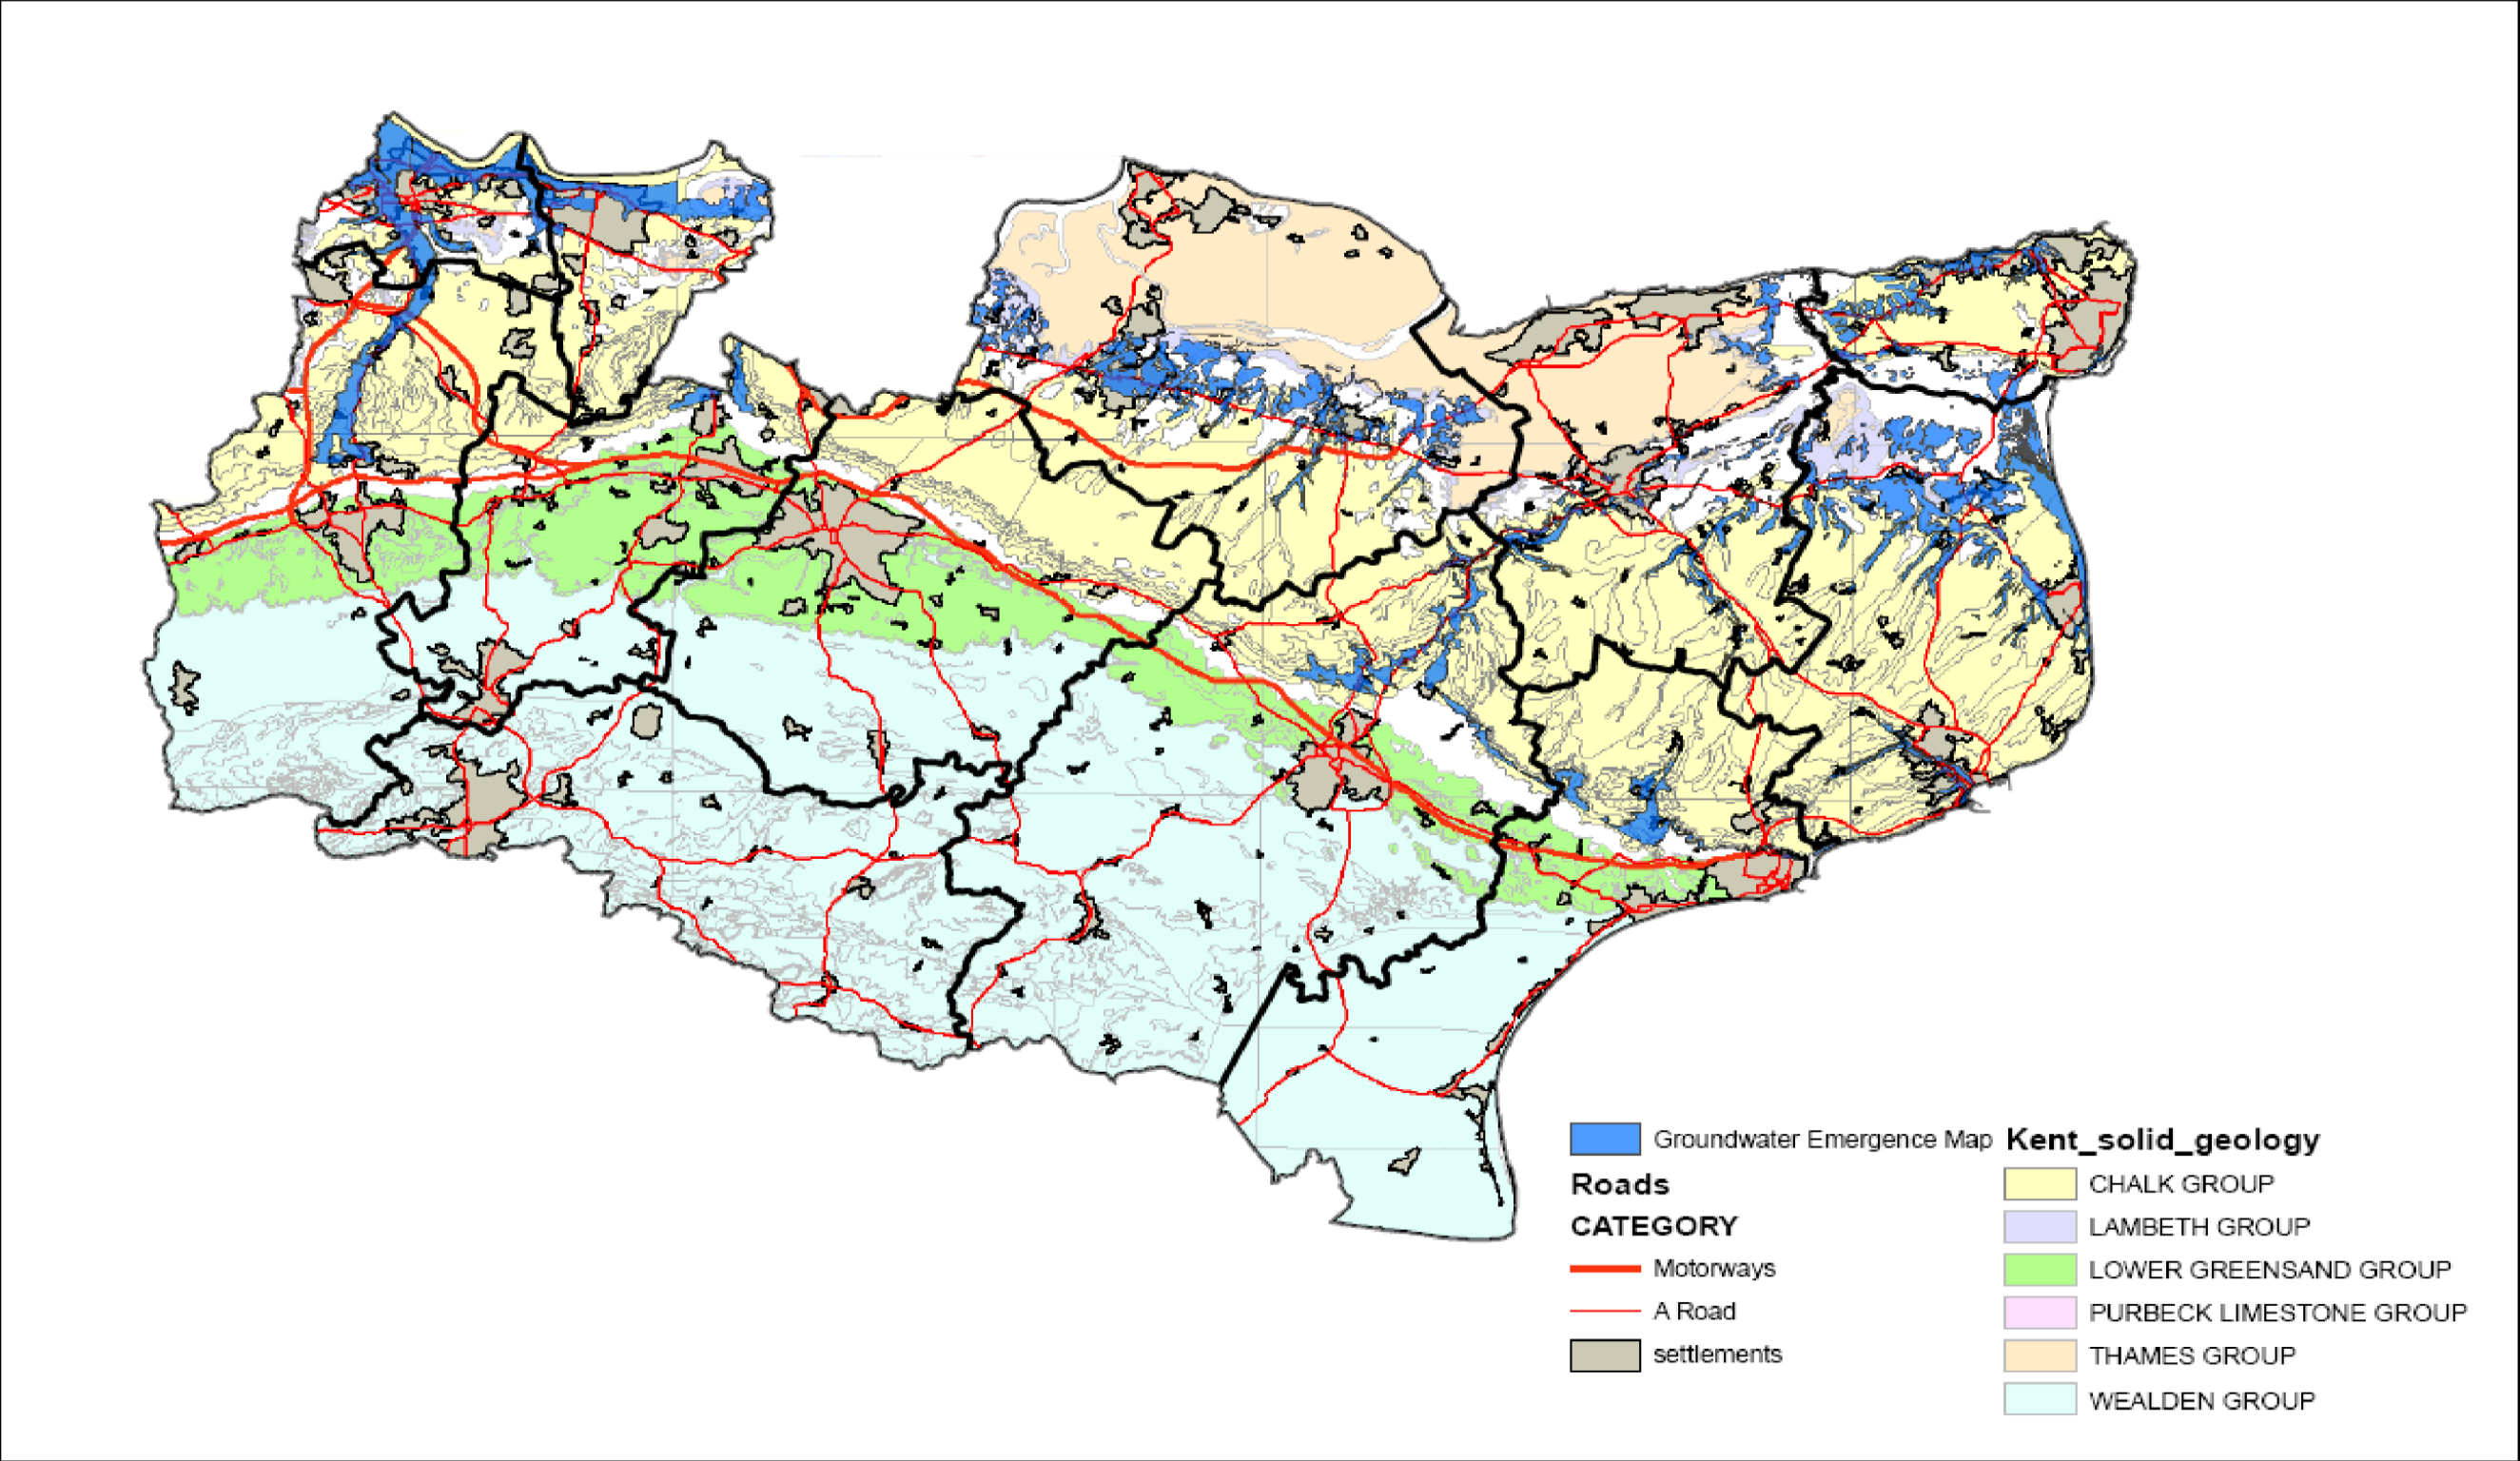 Groundwater Emergence Map
Roads
CATEGORY
Motorways
A Road
settlements
Kent_solid_geology
CHALK GROUP
LAMBETH GROUP
LOWER GREENSAND GROUP
PURBECK LIMESTONE GROUP
THAMES GROUP
WEALDEN GROUP